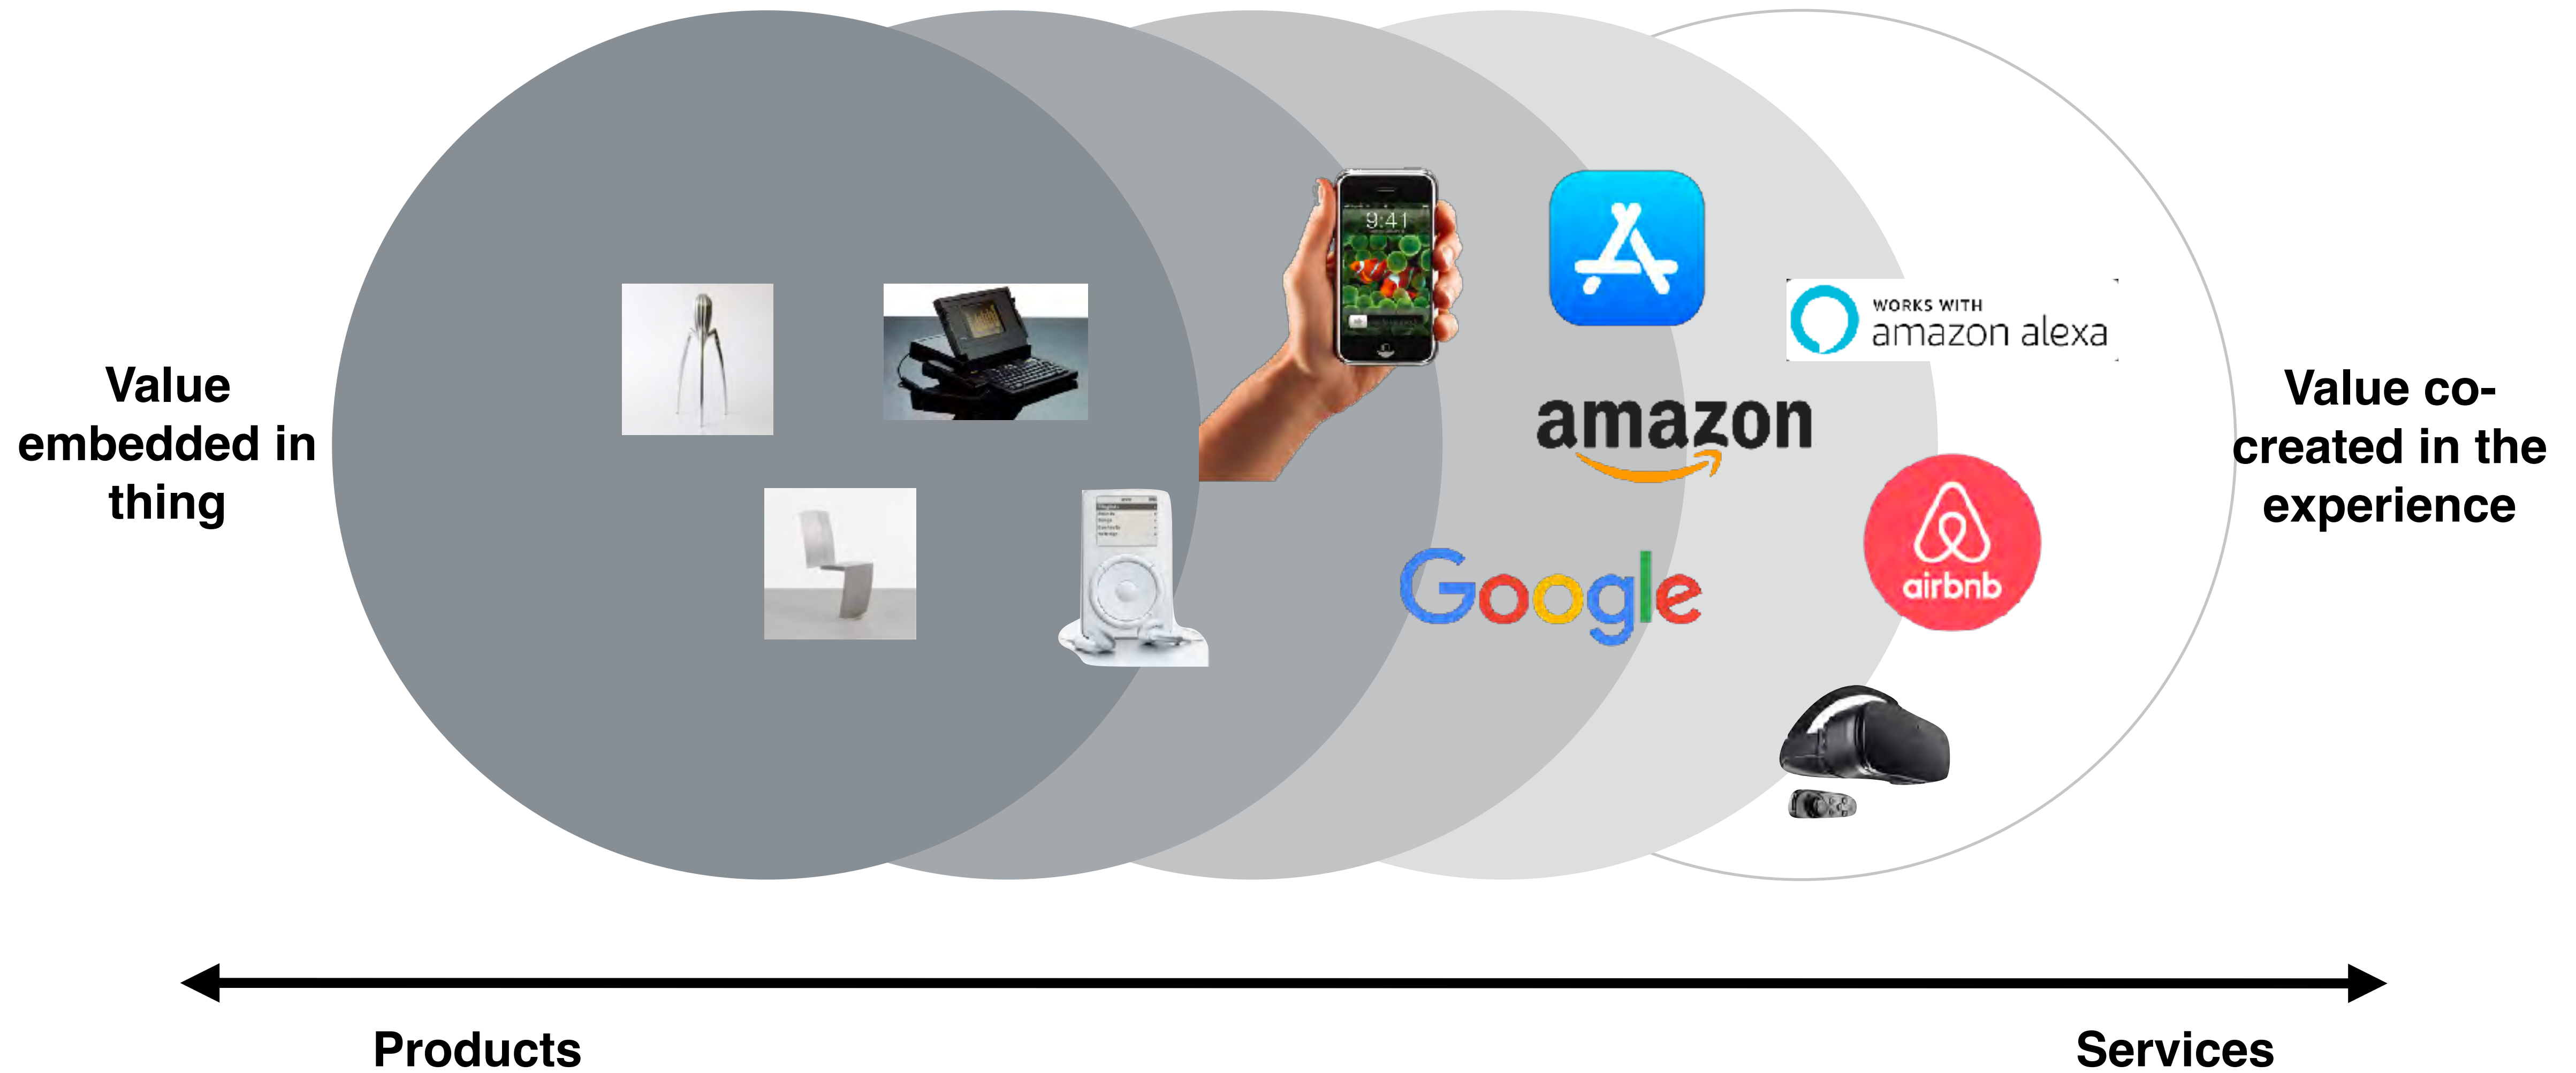 Value
embedded in
thing
9:41
WORKS WITH
amazon alexa
amazon
airbnb
Google
Value co-
created in the
experience
Products
Services